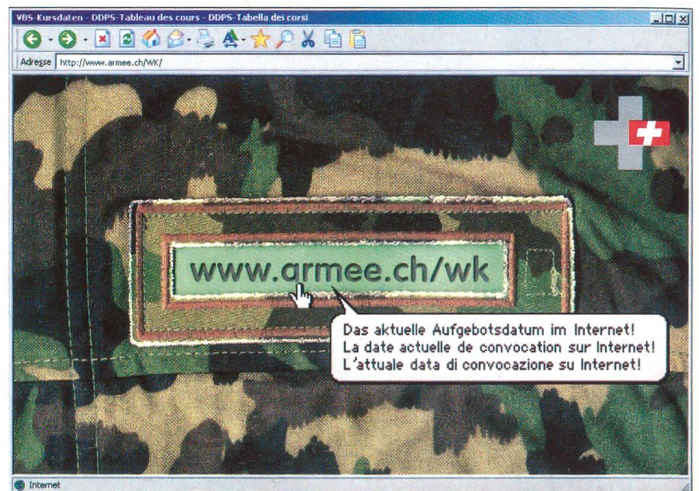 VBS-Kursdaten - DDPS-Tableau des cours - DDPS-Tabella dei corsi
Adresse http://www.armee.ch/WK/
www.armee.ch/wk
Das aktuelle Aufgebotsdatum im Internet!
La date actuelle de convocation sur Internet!
L'attuale data di convocazione su Internet!
Internet